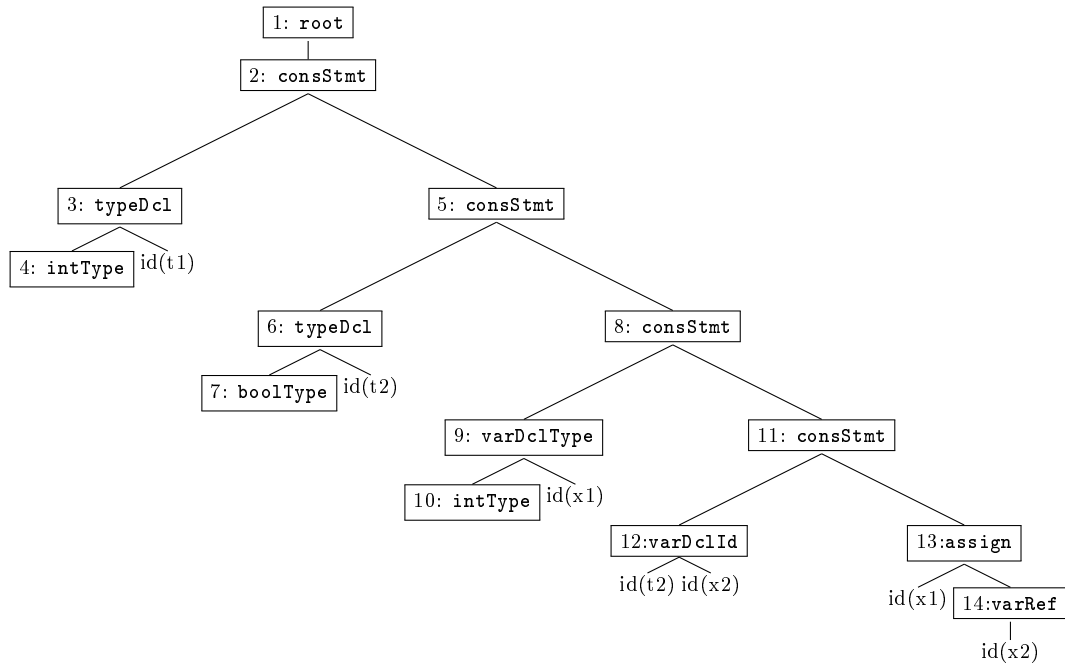 1: root
2: consStmt
3: typeDcl
5: consStmt
4: intType
id(t1)
6: typeDcl
8: consStmt
7: boolType
id(t2)
9: varDclType
11: consStmt
10: intType
id(x1)
12:varDclId
13:assign
id(t2) id(x2)
id(x1)
14:varRef
id(x2)